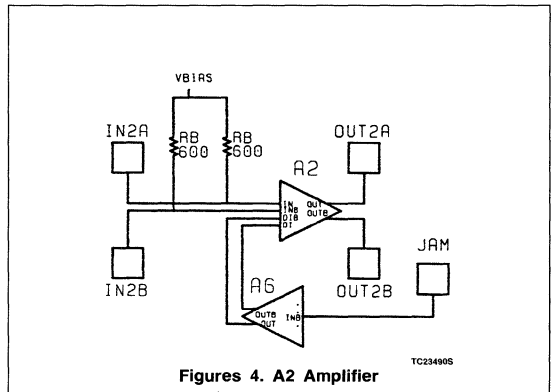 VBIAS
IN2A
RB
600
RB
600
OUT2A
A2
IN
INB
DIB
DI
OUT
OUTB
JAM
IN2B
A6
OUT2B
OUTB
OUT
INB
TC23490S
Figures 4. A2 Amplifier